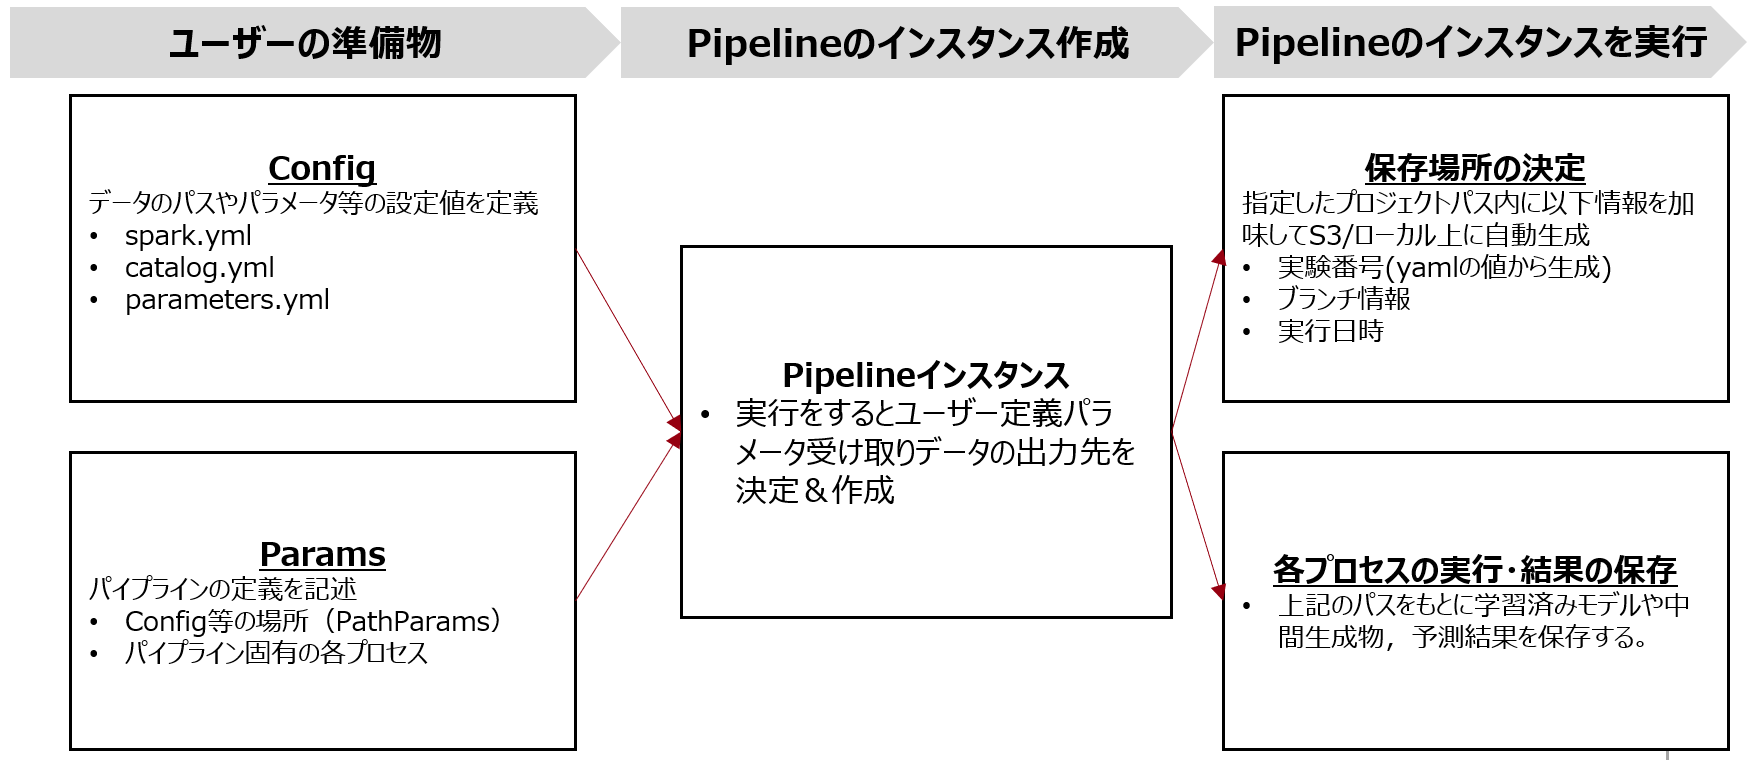 ユーザーの準備物
Pipelineのインスタンス作成
Pipelineのインスタンスを実行
Config
データのパスやパラメータ等の設定値を定義
• spark.yml
• catalog.yml
• parameters.yml
Params
パイプラインの定義を記述
• Config等の場所（PathParams）
• パイプライン固有の各プロセス
Pipelineインスタンス
• 実行をするとユーザー定義パラ
メータ受け取りデータの出力先を
決定＆作成
保存場所の決定
指定したプロジェクトパス内に以下情報を加
味してS3/ローカル上に自動生成
• 実験番号(yamlの値から生成)
• ブランチ情報
• 実行日時
各プロセスの実行・結果の保存
• 上記のパスをもとに学習済みモデルや中
間生成物，予測結果を保存する。